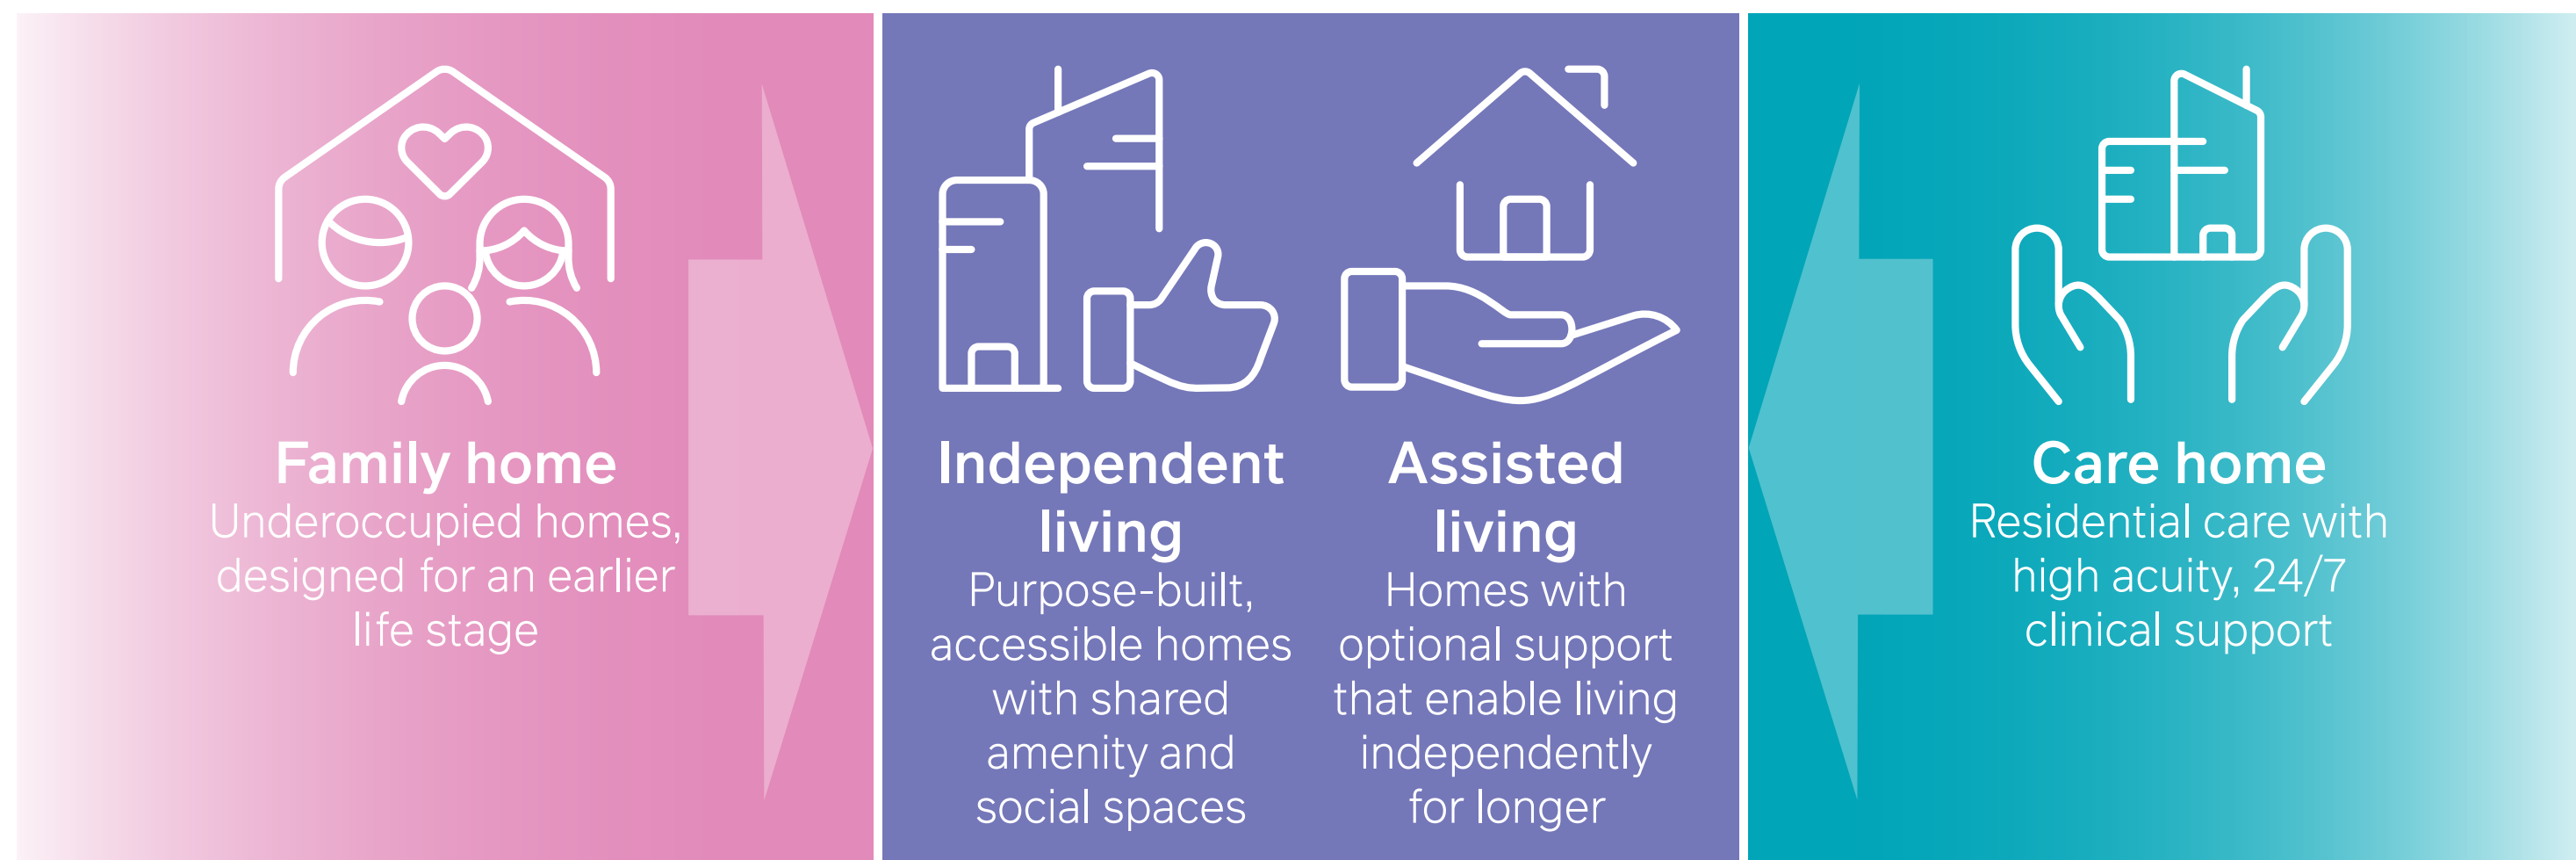 Family home
Underoccupied homes,
designed for an earlier
life stage
Independent
living
Purpose-built,
accessible homes
with shared
amenity and
social spaces
Assisted
living
Homes with
optional support
that enable living
independently
for longer
Care home
Residential care with
high acuity, 24/7
clinical support